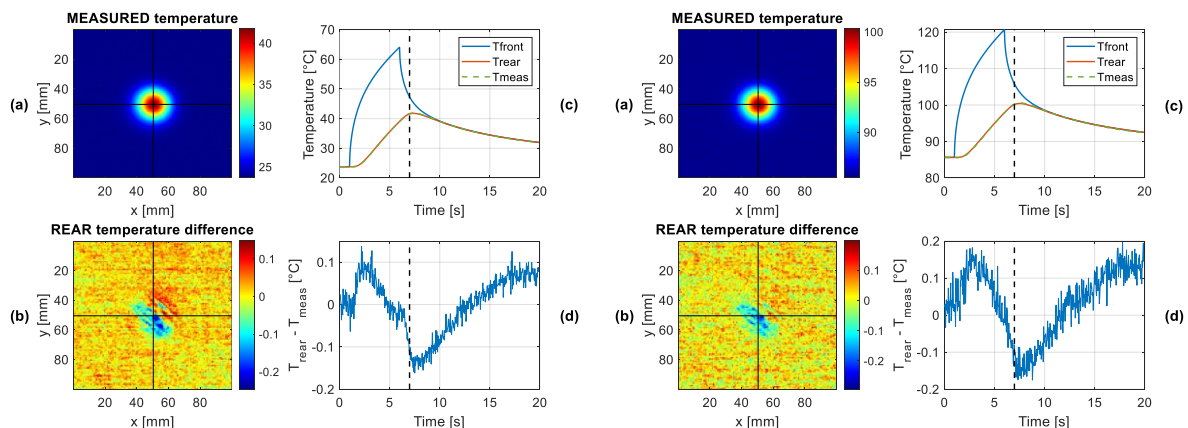 MEASURED temperature
(a)
y [mm]
20
40
60
80
20 40 60 80
x [mm]
40
35
30
25
Temperature [°C]
70
60
50
40
30
20
0 5 10 15 20
Time [s]
Tfront
Trear
Tmeas
(c)
REAR temperature difference
(b)
y [mm]
20
40
60
80
20 40 60 80
x [mm]
0.1
0
-0.1
-0.2
T_rear - T_meas [°C]
0.1
0
-0.1
-0.2
0 5 10 15 20
Time [s]
(d)
MEASURED temperature
(a)
y [mm]
20
40
60
80
20 40 60 80
x [mm]
100
95
90
Temperature [°C]
120
110
100
90
80
0 5 10 15 20
Time [s]
Tfront
Trear
Tmeas
(c)
REAR temperature difference
(b)
y [mm]
20
40
60
80
20 40 60 80
x [mm]
0.1
0
-0.1
-0.2
T_rear - T_meas [°C]
0.2
0.1
0
-0.1
-0.2
0 5 10 15 20
Time [s]
(d)